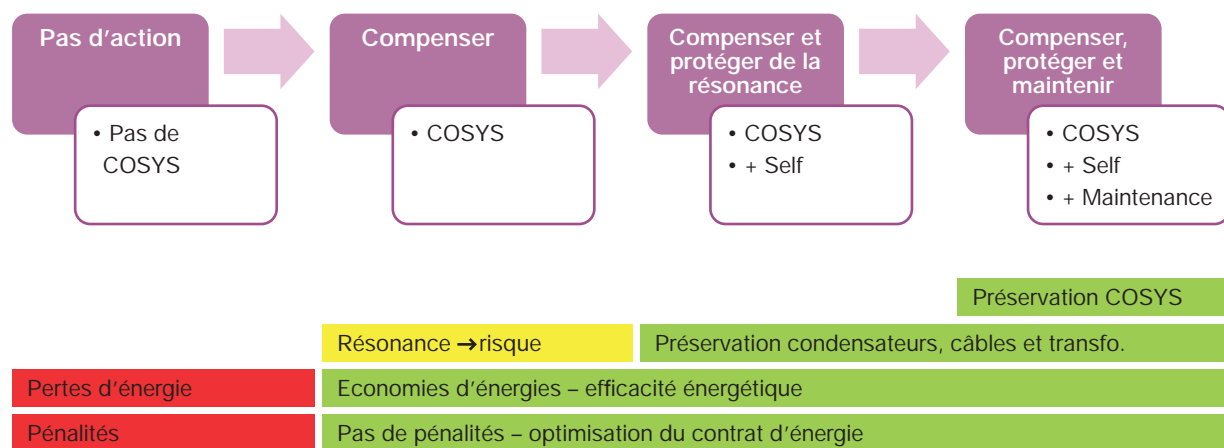 Pas d'action
Compenser
Compenser et
protéger de la
résonance
Compenser,
protéger et
maintenir
• Pas de
COSYS
• COSYS
• COSYS
• + Self
• COSYS
• + Self
• + Maintenance
Préservation COSYS
Résonance → risque
Préservation condensateurs, câbles et transfo.
Pertes d'énergie
Economies d'énergies – efficacité énergétique
Pénalités
Pas de pénalités – optimisation du contrat d'énergie